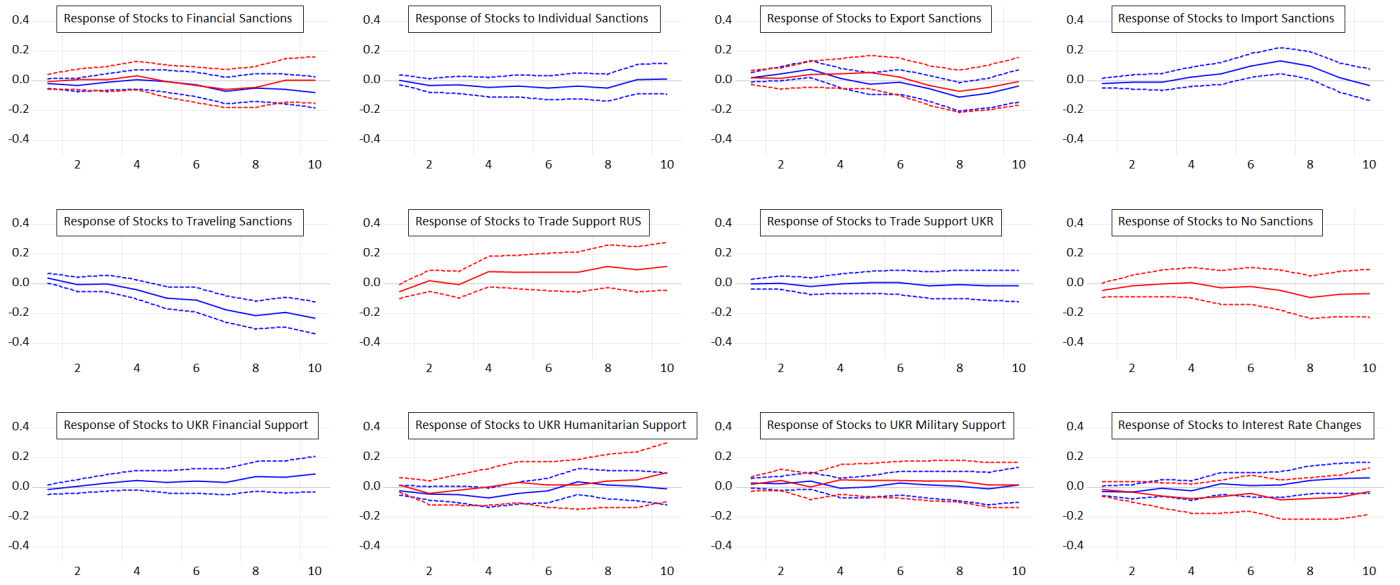 Response of Stocks to Financial Sanctions
0.4
0.2
0.0
-0.2
-0.4
2 4 6 8 10
Response of Stocks to Individual Sanctions
0.4
0.2
0.0
-0.2
-0.4
2 4 6 8 10
Response of Stocks to Export Sanctions
0.4
0.2
0.0
-0.2
-0.4
2 4 6 8 10
Response of Stocks to Import Sanctions
0.4
0.2
0.0
-0.2
-0.4
2 4 6 8 10
Response of Stocks to Traveling Sanctions
0.4
0.2
0.0
-0.2
-0.4
2 4 6 8 10
Response of Stocks to Trade Support RUS
0.4
0.2
0.0
-0.2
-0.4
2 4 6 8 10
Response of Stocks to Trade Support UKR
0.4
0.2
0.0
-0.2
-0.4
2 4 6 8 10
Response of Stocks to No Sanctions
0.4
0.2
0.0
-0.2
-0.4
2 4 6 8 10
Response of Stocks to UKR Financial Support
0.4
0.2
0.0
-0.2
-0.4
2 4 6 8 10
Response of Stocks to UKR Humanitarian Support
0.4
0.2
0.0
-0.2
-0.4
2 4 6 8 10
Response of Stocks to UKR Military Support
0.4
0.2
0.0
-0.2
-0.4
2 4 6 8 10
Response of Stocks to Interest Rate Changes
0.4
0.2
0.0
-0.2
-0.4
2 4 6 8 10